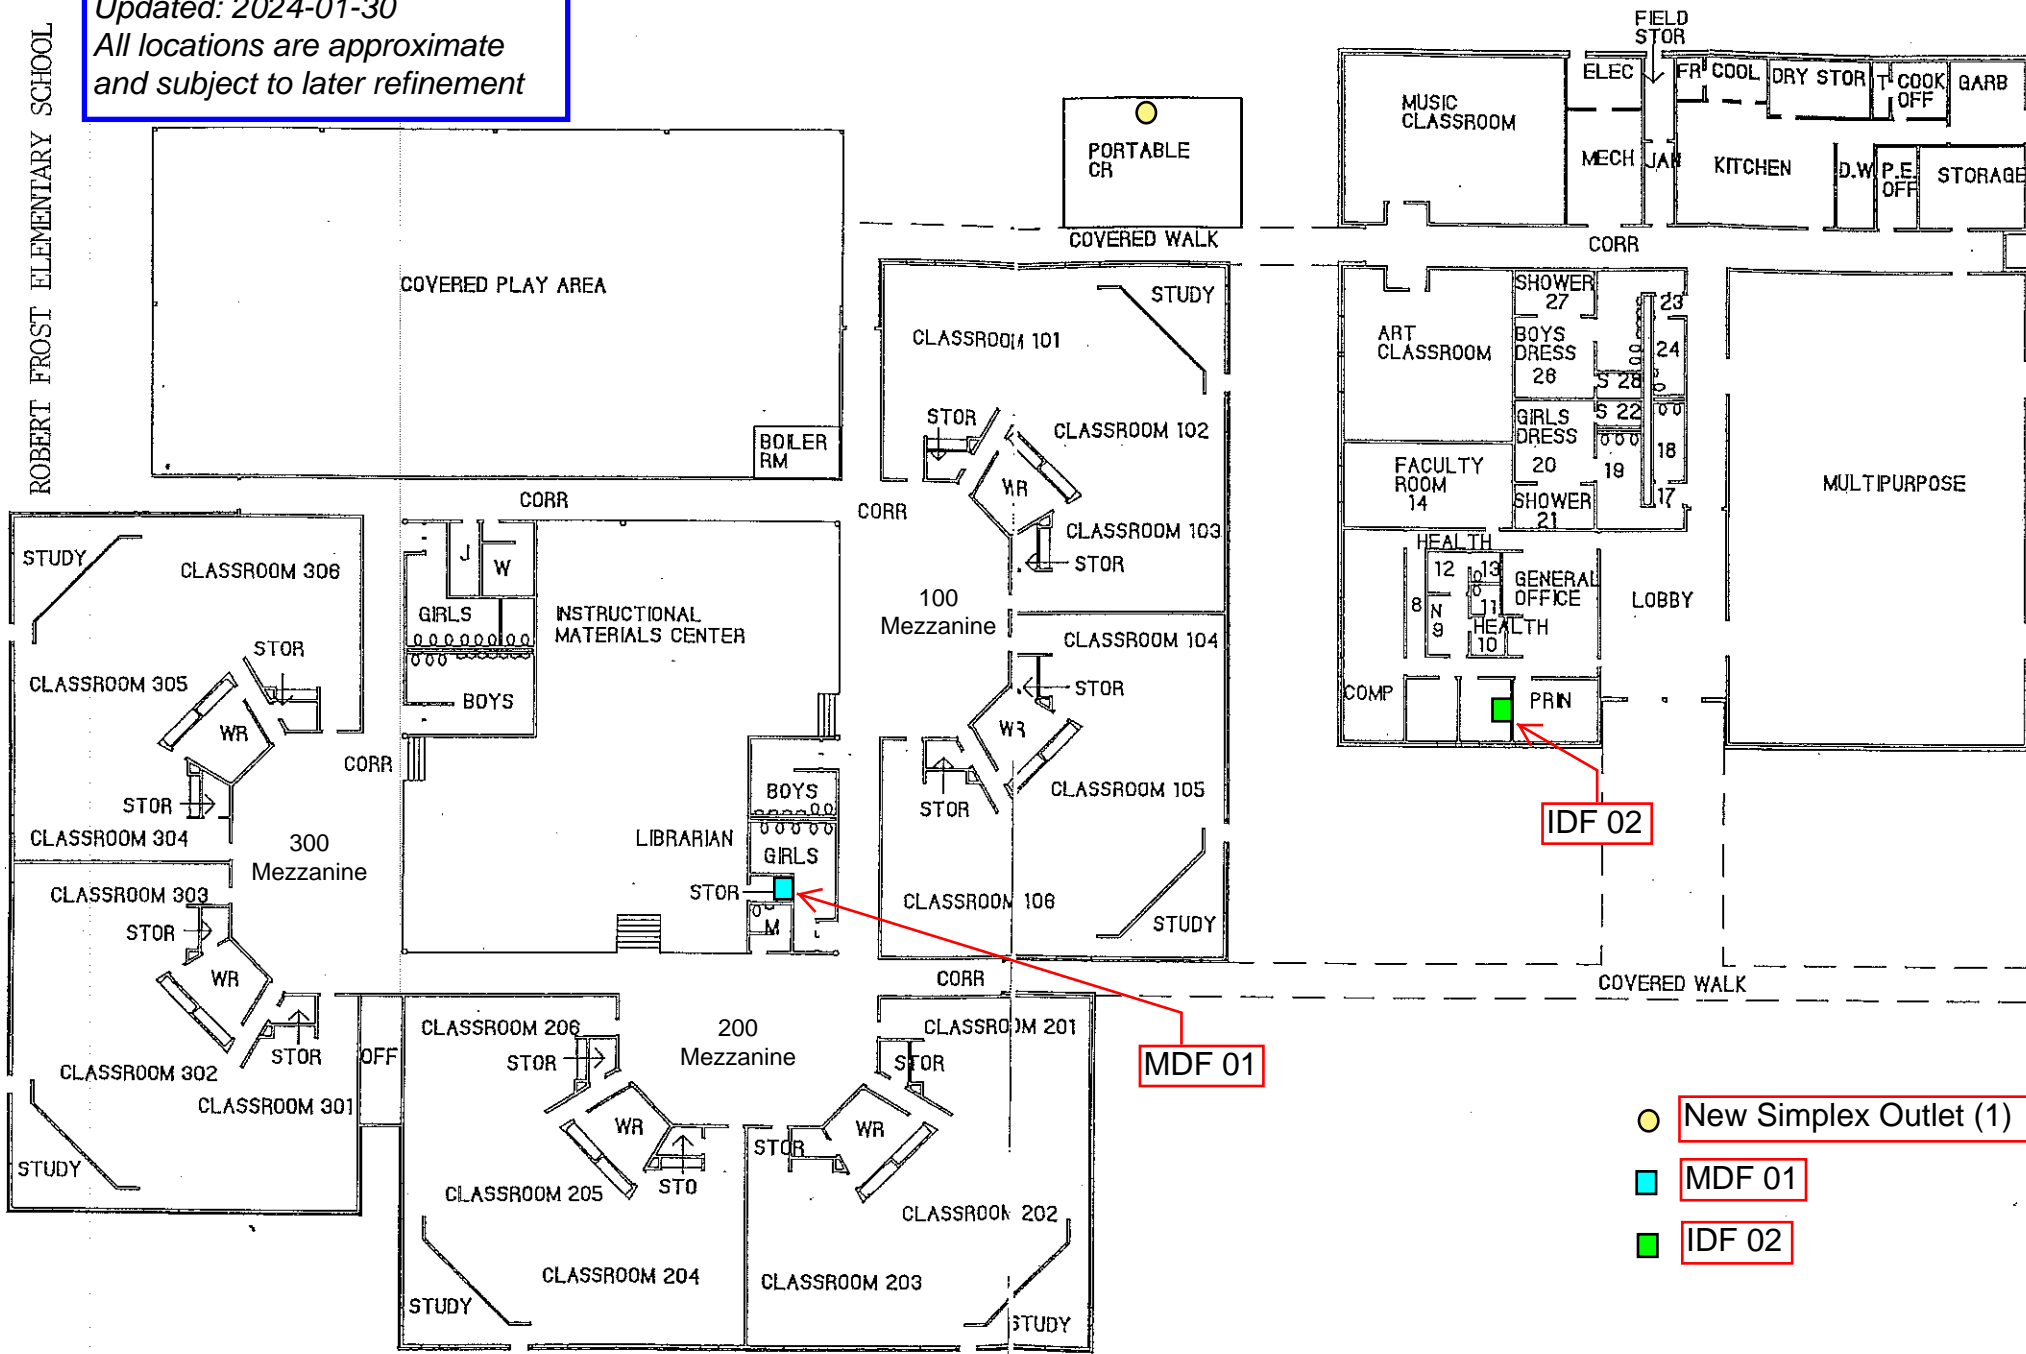 Updated: 2024-01-30
All locations are approximate
and subject to later refinement
ROBERT FROST ELEMENTARY SCHOOL
FIELD
STOR
ELEC
FR
COOL
DRY STOR
T
COOK
OFF
GARB
MUSIC
CLASSROOM
PORTABLE
CR
MECH
JAN
KITCHEN
D.W
P.E.
OFF
STORAGE
COVERED WALK
CORR
COVERED PLAY AREA
STUDY
CLASSROOM 101
SHOWER
27
23
ART
CLASSROOM
BOYS
DRESS
26
24
S 28
STOR
CLASSROOM 102
GIRLS
DRESS
S 22
BOILER
RM
FACULTY
ROOM
14
20
19
18
MULTIPURPOSE
WR
CORR
CORR
SHOWER
21
17
CLASSROOM 103
STOR
STUDY
CLASSROOM 306
J
W
HEALTH
12
13
GENERAL
OFFICE
LOBBY
8
N
9
11
HEALTH
10
GIRLS
INSTRUCTIONAL
MATERIALS CENTER
100
Mezzanine
CLASSROOM 104
STOR
CLASSROOM 305
BOYS
STOR
COMP
PRIN
WR
WR
CORR
STOR
BOYS
STOR
CLASSROOM 105
IDF 02
CLASSROOM 304
300
Mezzanine
LIBRARIAN
GIRLS
CLASSROOM 303
STOR
CLASSROOM 106
STOR
M
STUDY
WR
CORR
COVERED WALK
CLASSROOM 206
200
Mezzanine
CLASSROOM 201
STOR
OFF
STOR
STOR
MDF 01
CLASSROOM 302
CLASSROOM 301
New Simplex Outlet (1)
WR
WR
STOR
STUDY
CLASSROOM 205
STO
MDF 01
CLASSROOM 202
IDF 02
CLASSROOM 204
CLASSROOM 203
STUDY
STUDY